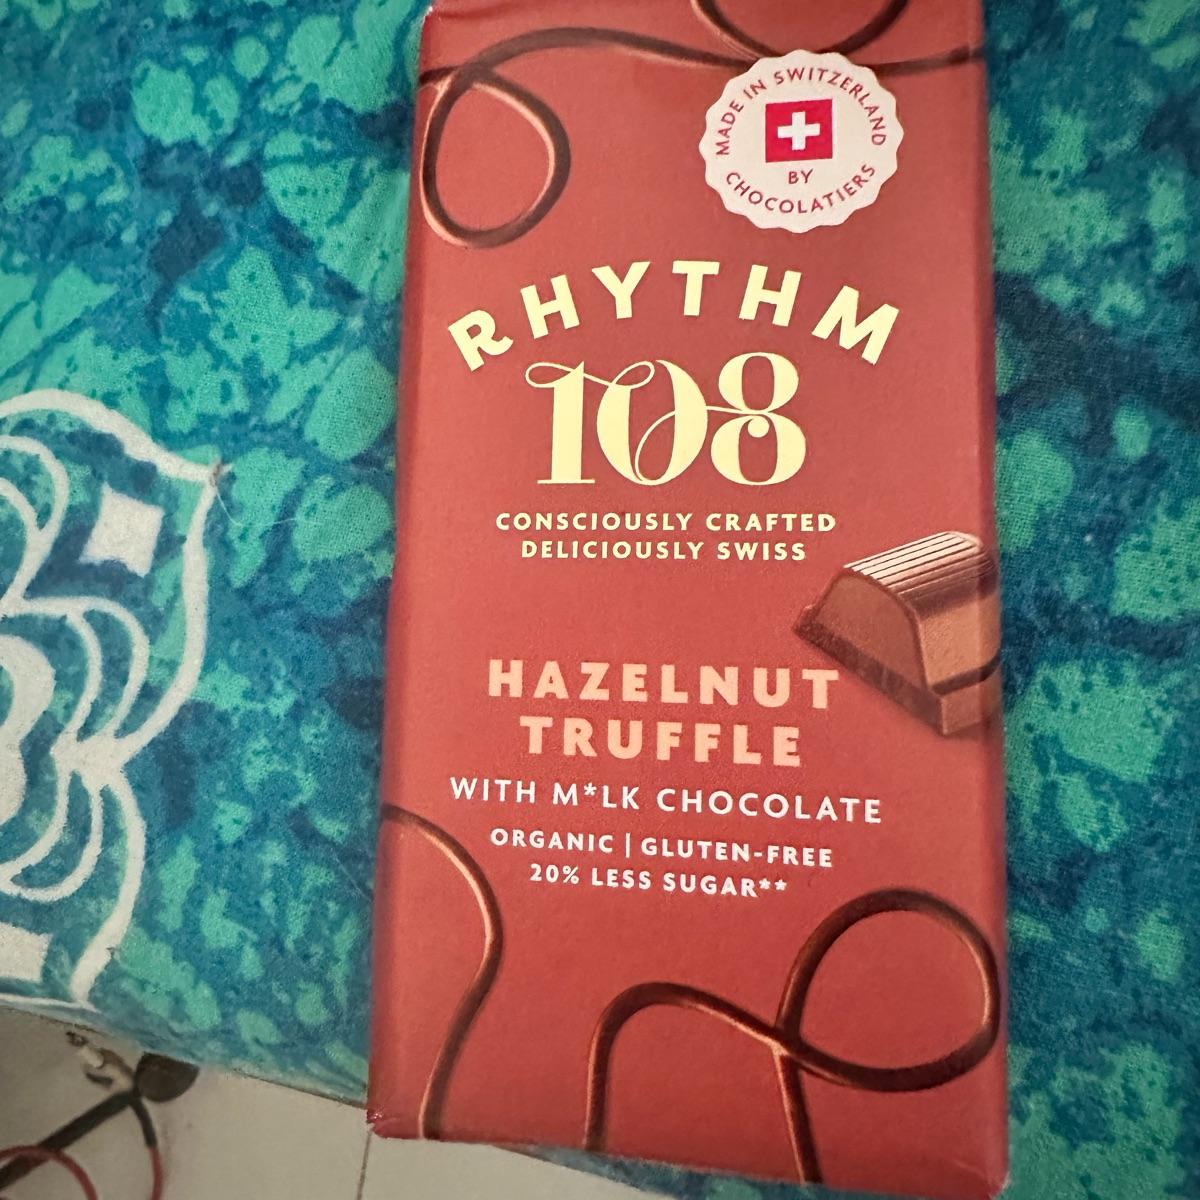 MADE IN SWITZERLAND
BY
CHOCOLATIERS
RHYTHM
108
CONSCIOUSLY CRAFTED
DELICIOUSLY SWISS
HAZELNUT
TRUFFLE
WITH M*LK CHOCOLATE
ORGANIC | GLUTEN-FREE
20% LESS SUGAR**